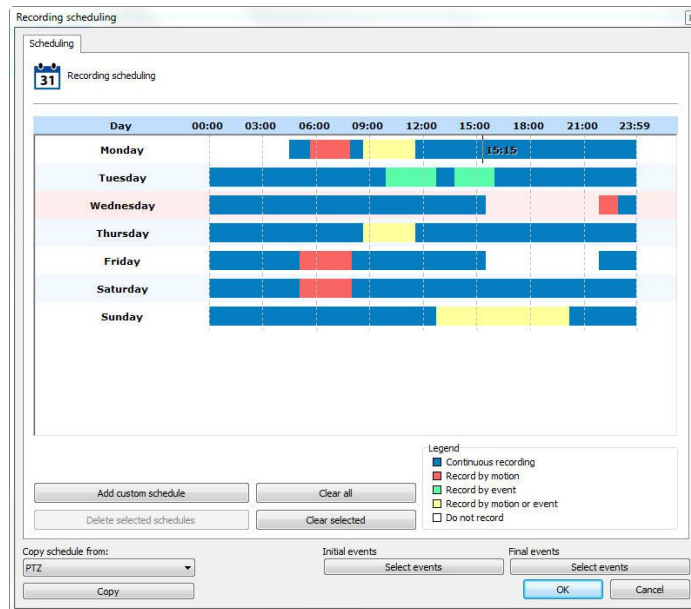 Recording scheduling
Scheduling
31 Recording scheduling
Day 00:00 03:00 06:00 09:00 12:00 15:00 18:00 21:00 23:59
Monday 15:15
Tuesday
Wednesday
Thursday
Friday
Saturday
Sunday
Legend
Continuous recording
Record by motion
Record by event
Record by motion or event
Do not record
Add custom schedule Clear all
Delete selected schedules Clear selected
Copy schedule from: Initial events Final events
PTZ Select events Select events
Copy OK Cancel